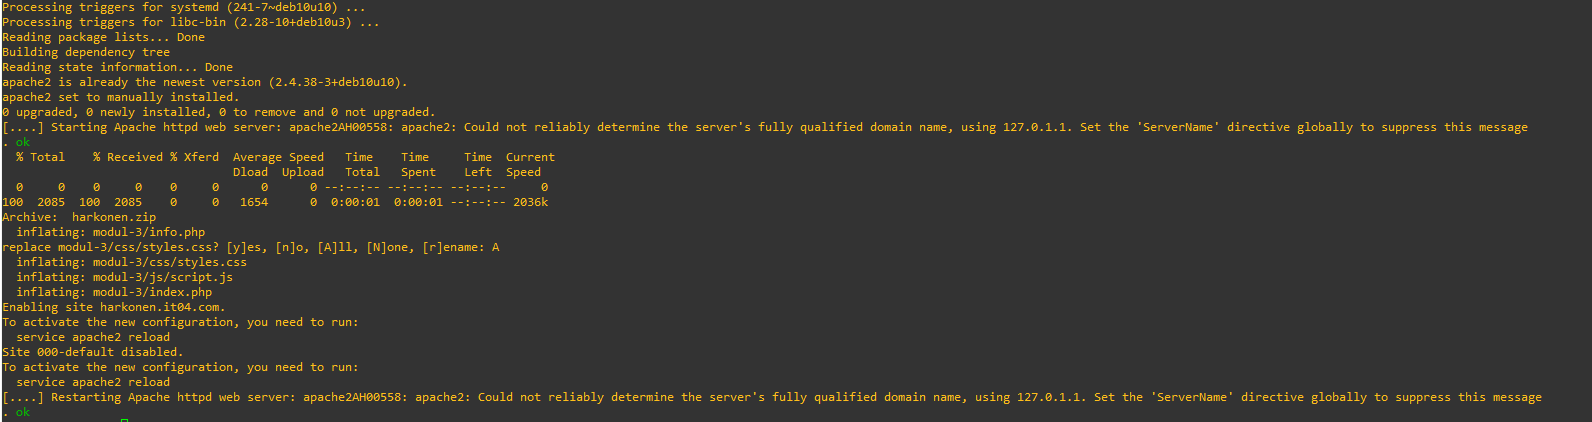 Processing triggers for systemd (241-7~deb10u10) ...
Processing triggers for libc-bin (2.28-10+deb10u3) ...
Reading package lists... Done
Building dependency tree
Reading state information... Done
apache2 is already the newest version (2.4.38-3+deb10u10).
apache2 set to manually installed.
0 upgraded, 0 newly installed, 0 to remove and 0 not upgraded.
[....] Starting Apache httpd web server: apache2AH00558: apache2: Could not reliably determine the server's fully qualified domain name, using 127.0.1.1. Set the 'ServerName' directive globally to suppress this message
. ok
  % Total    % Received % Xferd  Average Speed   Time    Time     Time  Current
                                 Dload  Upload   Total   Spent    Left  Speed
  0     0    0     0    0     0      0      0 --:--:-- --:--:-- --:--:--     0
100  2085  100  2085    0     0   1654      0  0:00:01  0:00:01 --:--:-- 2036k
Archive:  harkonen.zip
  inflating: modul-3/info.php
replace modul-3/css/styles.css? [y]es, [n]o, [A]ll, [N]one, [r]ename: A
  inflating: modul-3/css/styles.css
  inflating: modul-3/js/script.js
  inflating: modul-3/index.php
Enabling site harkonen.it04.com.
To activate the new configuration, you need to run:
  service apache2 reload
Site 000-default disabled.
To activate the new configuration, you need to run:
  service apache2 reload
[....] Restarting Apache httpd web server: apache2AH00558: apache2: Could not reliably determine the server's fully qualified domain name, using 127.0.1.1. Set the 'ServerName' directive globally to suppress this message
. ok